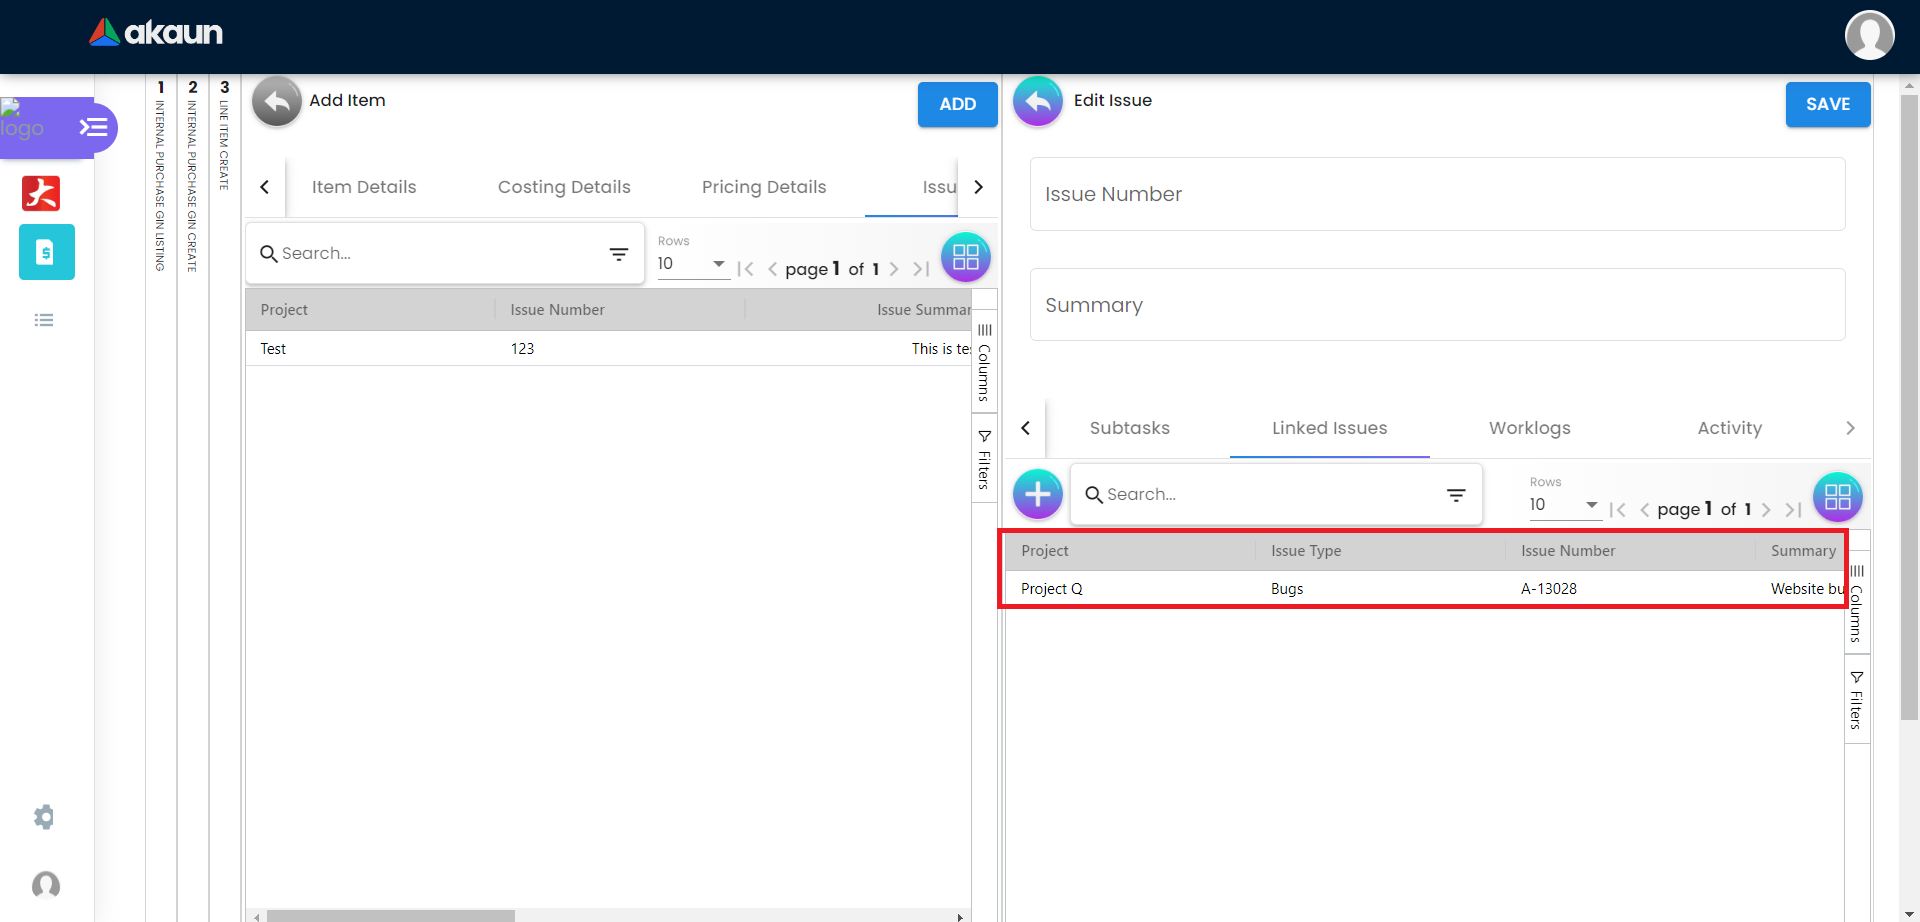 akaun
logo
1 INTERNAL PURCHASE GIN LISTING
2 INTERNAL PURCHASE GIN CREATE
3 LINE ITEM CREATE
Add Item
ADD
Item Details Costing Details Pricing Details Issu
Search...
Rows
10
page 1 of 1
Project Issue Number Issue Summar
Test 123 This is tes
Columns
Filters
Edit Issue
SAVE
Issue Number
Summary
Subtasks Linked Issues Worklogs Activity
Search...
Rows
10
page 1 of 1
Project Issue Type Issue Number Summary
Project Q Bugs A-13028 Website bu
Columns
Filters